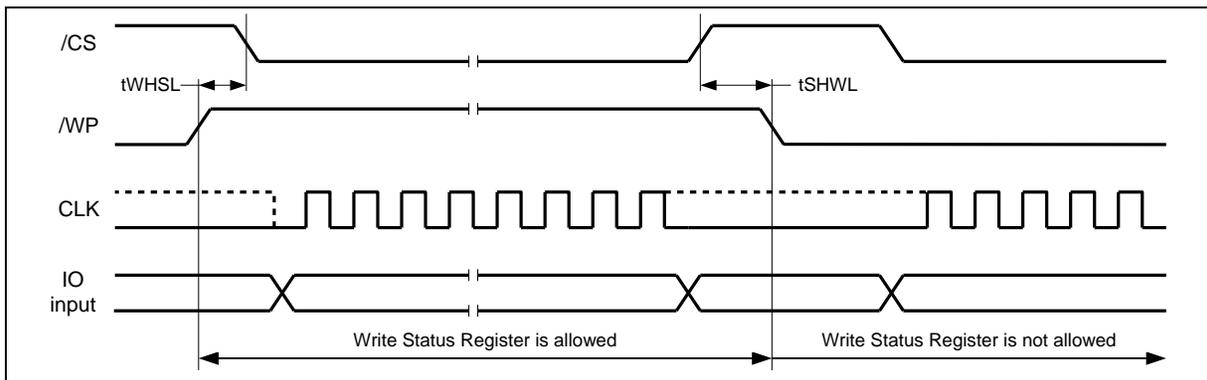 /CS
tWHSL
tSHWL
/WP
CLK
IO
input
Write Status Register is allowed
Write Status Register is not allowed